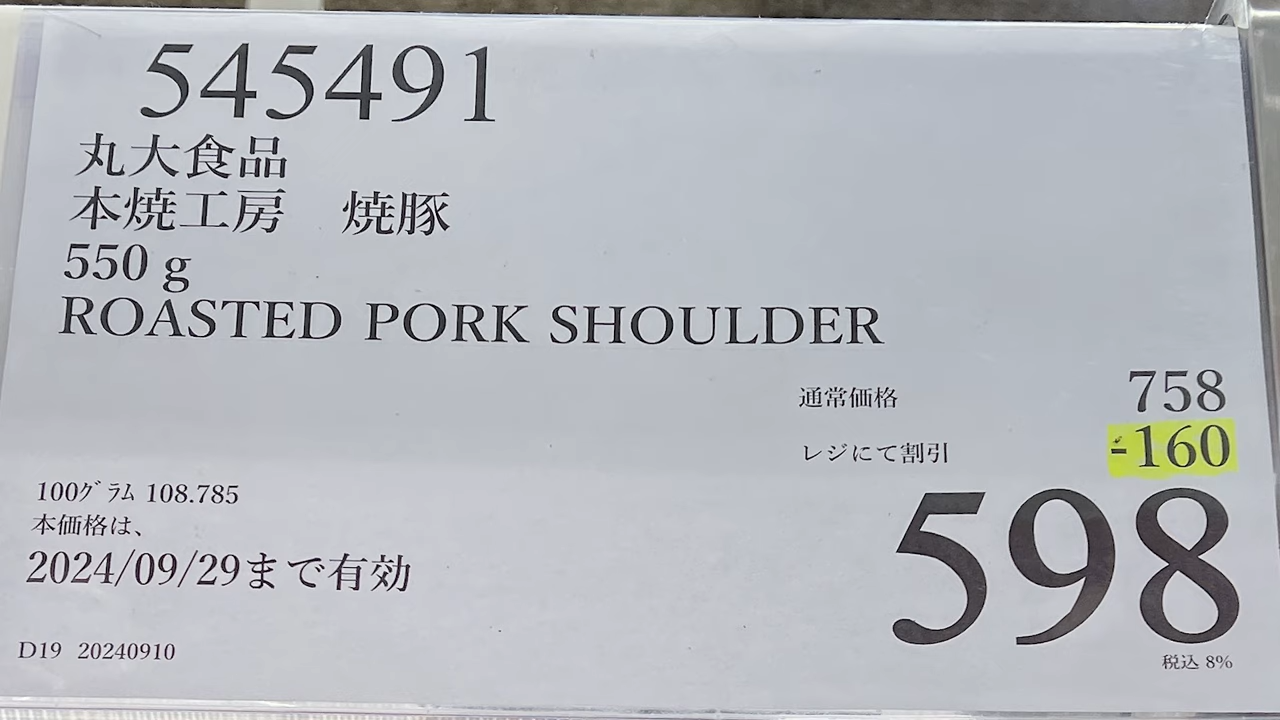 545491
丸大食品
本焼工房　焼豚
550 g
ROASTED PORK SHOULDER
通常価格 758
レジにて割引 -160
598
税込 8%
100ｸﾞﾗﾑ 108.785
本価格は、
2024/09/29まで有効
D19 20240910